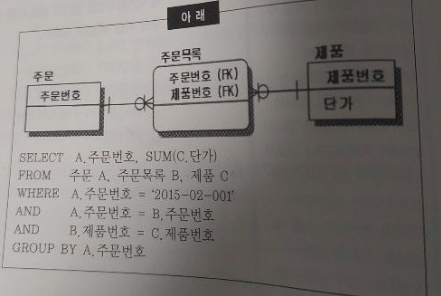 아 래
주문
주문번호
주문목록
주문번호 (FK)
제품번호 (FK)
제품
제품번호
단가
SELECT A.주문번호, SUM(C.단가)
FROM 주문 A, 주문목록 B, 제품 C
WHERE A.주문번호 = '2015-02-001'
AND A.주문번호 = B.주문번호
AND B.제품번호 = C.제품번호
GROUP BY A.주문번호